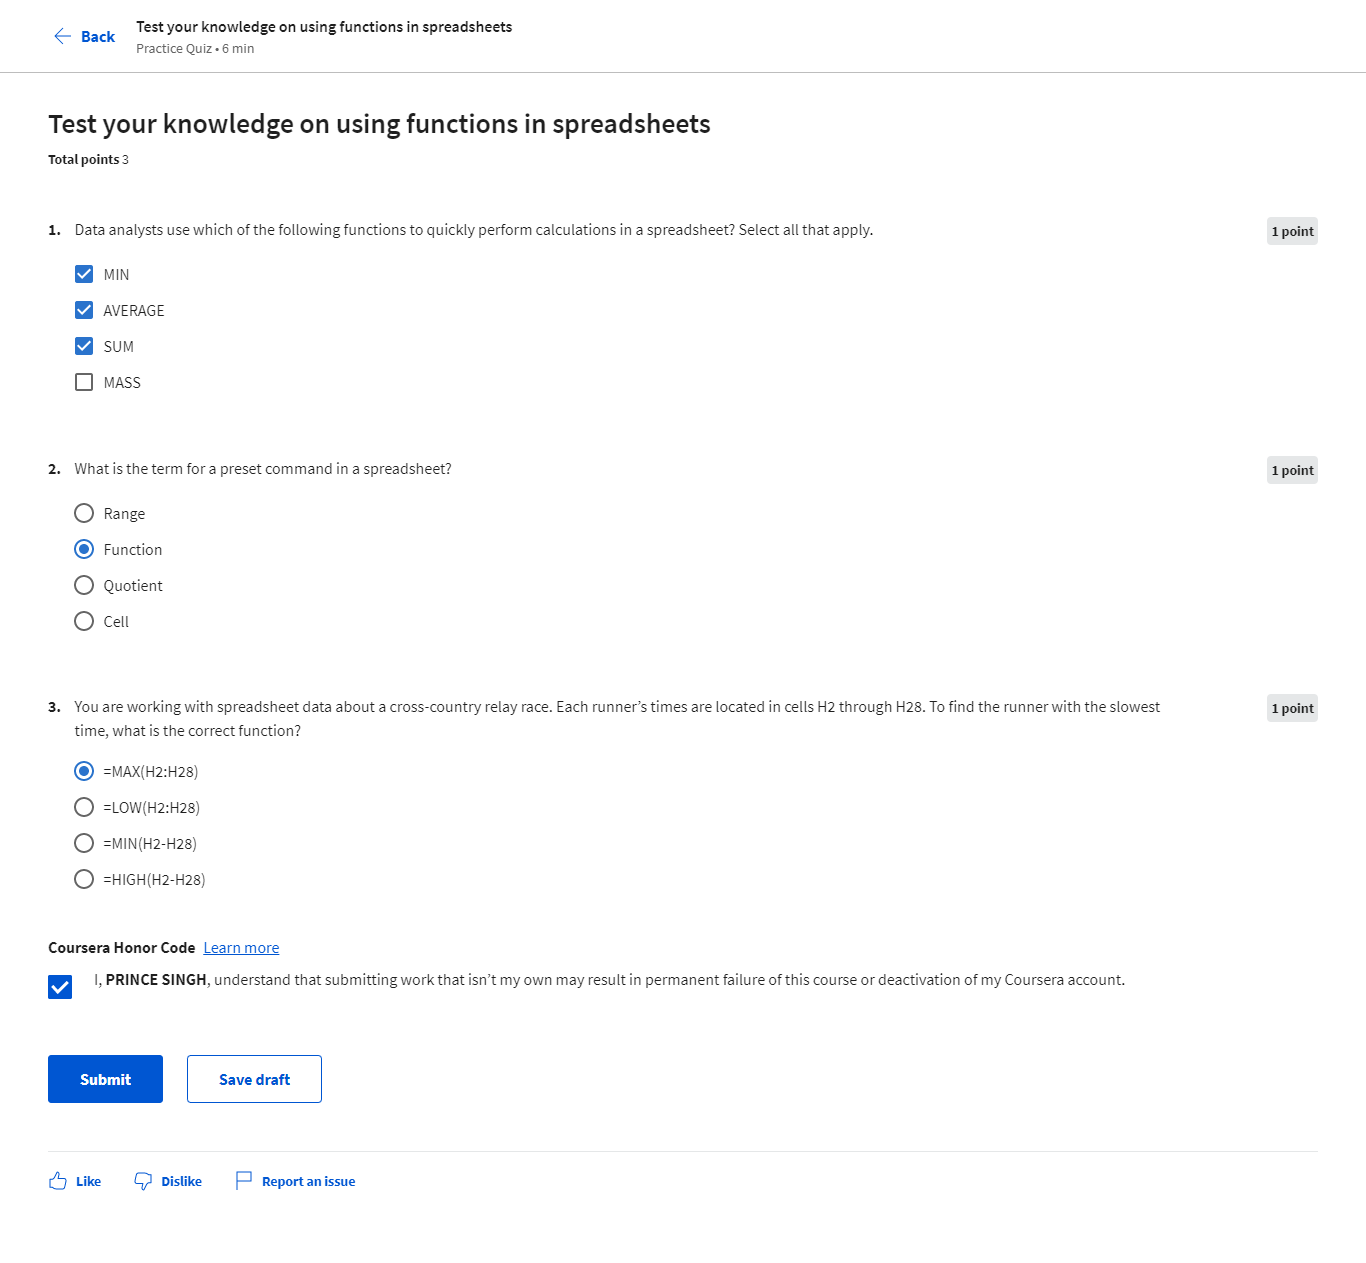 Back
Test your knowledge on using functions in spreadsheets
Practice Quiz • 6 min
Test your knowledge on using functions in spreadsheets
Total points 3
1. Data analysts use which of the following functions to quickly perform calculations in a spreadsheet? Select all that apply.
1 point
MIN
AVERAGE
SUM
MASS
2. What is the term for a preset command in a spreadsheet?
1 point
Range
Function
Quotient
Cell
3. You are working with spreadsheet data about a cross-country relay race. Each runner’s times are located in cells H2 through H28. To find the runner with the slowest
time, what is the correct function?
1 point
=MAX(H2:H28)
=LOW(H2:H28)
=MIN(H2-H28)
=HIGH(H2-H28)
Coursera Honor Code Learn more
I, PRINCE SINGH, understand that submitting work that isn’t my own may result in permanent failure of this course or deactivation of my Coursera account.
Submit Save draft
Like Dislike Report an issue